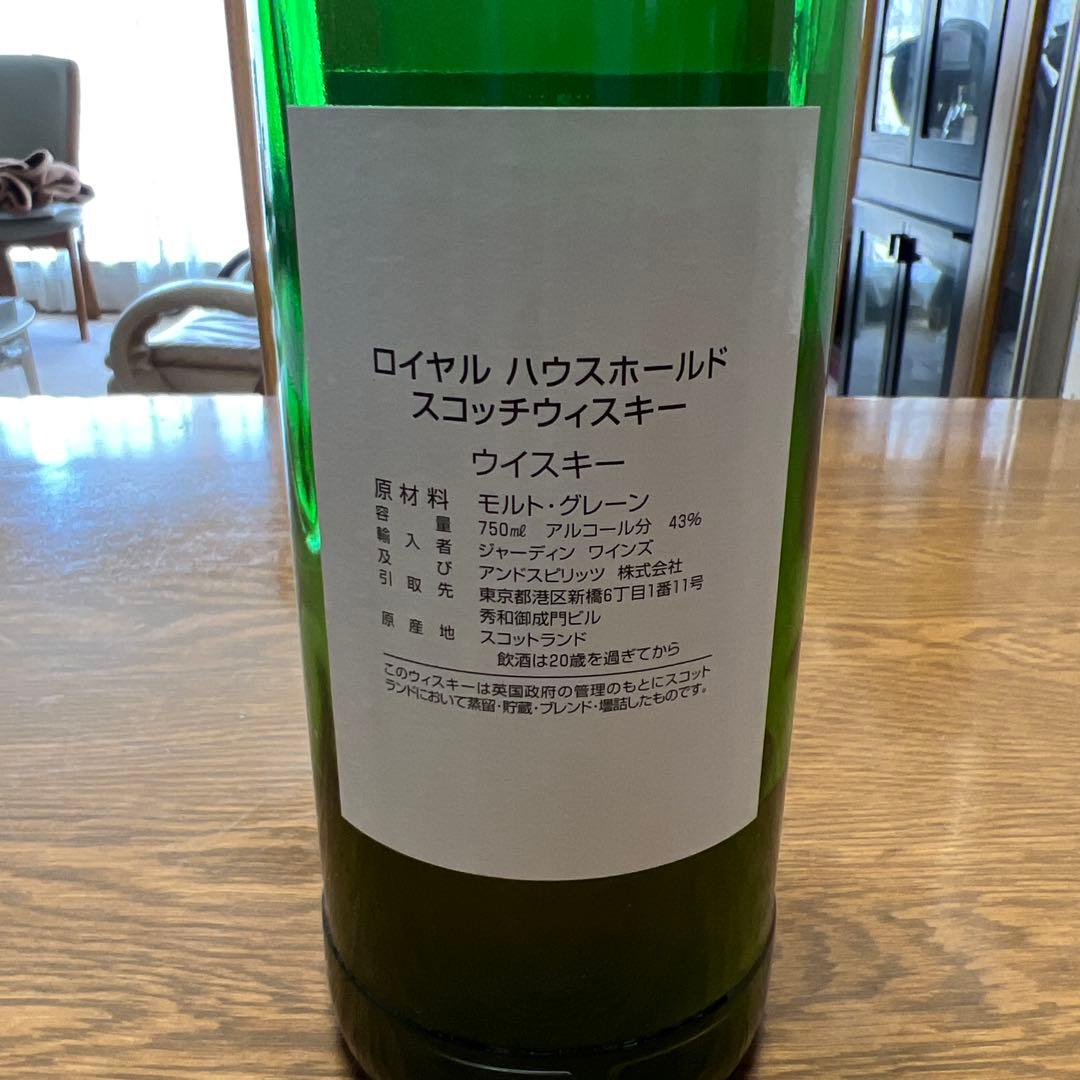 ロイヤル ハウスホールド
スコッチウィスキー
ウイスキー
原材料 モルト・グレーン
容量 750㎖ アルコール分 43%
輸入者 ジャーディン ワインズ
及び アンドスピリッツ 株式会社
引取先 東京都港区新橋6丁目1番11号
秀和御成門ビル
原産地 スコットランド
飲酒は20歳を過ぎてから
このウィスキーは英国政府の管理のもとにスコット
ランドにおいて蒸留・貯蔵・ブレンド・壜詰したものです。